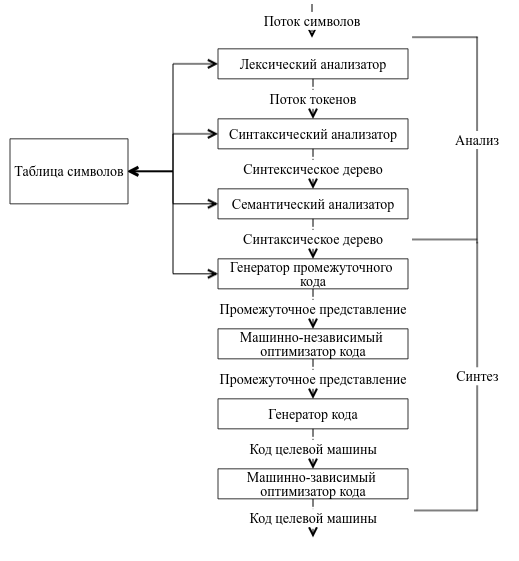 Поток символов
Лексический анализатор
Поток токенов
Синтаксический анализатор
Анализ
Таблица символов
Синтексическое дерево
Семантический анализатор
Синтаксическое дерево
Генератор промежуточного
кода
Промежуточное представление
Машинно-независимый
оптимизатор кода
Промежуточное представление
Синтез
Генератор кода
Код целевой машины
Машинно-зависимый
оптимизатор кода
Код целевой машины